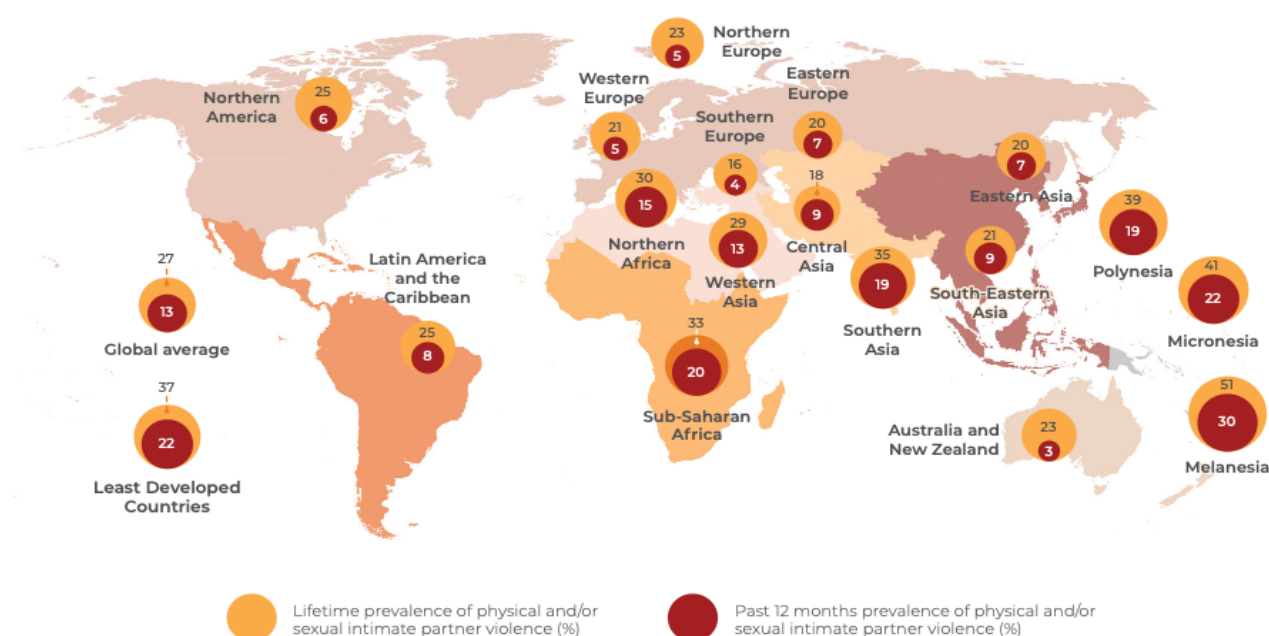 23
5
Northern
Europe
Northern
America
25
6
Western
Europe
21
5
Southern
Europe
16
4
Eastern
Europe
20
7
20
7
Eastern Asia
30
15
Northern
Africa
29
13
Western
Asia
18
9
Central
Asia
35
19
Southern
Asia
21
9
South-Eastern
Asia
39
19
Polynesia
41
22
Micronesia
27
13
Global average
Latin America
and the
Caribbean
25
8
33
20
Sub-Saharan
Africa
37
22
Least Developed
Countries
Australia and
New Zealand
23
3
51
30
Melanesia
Lifetime prevalence of physical and/or
sexual intimate partner violence (%)
Past 12 months prevalence of physical and/or
sexual intimate partner violence (%)